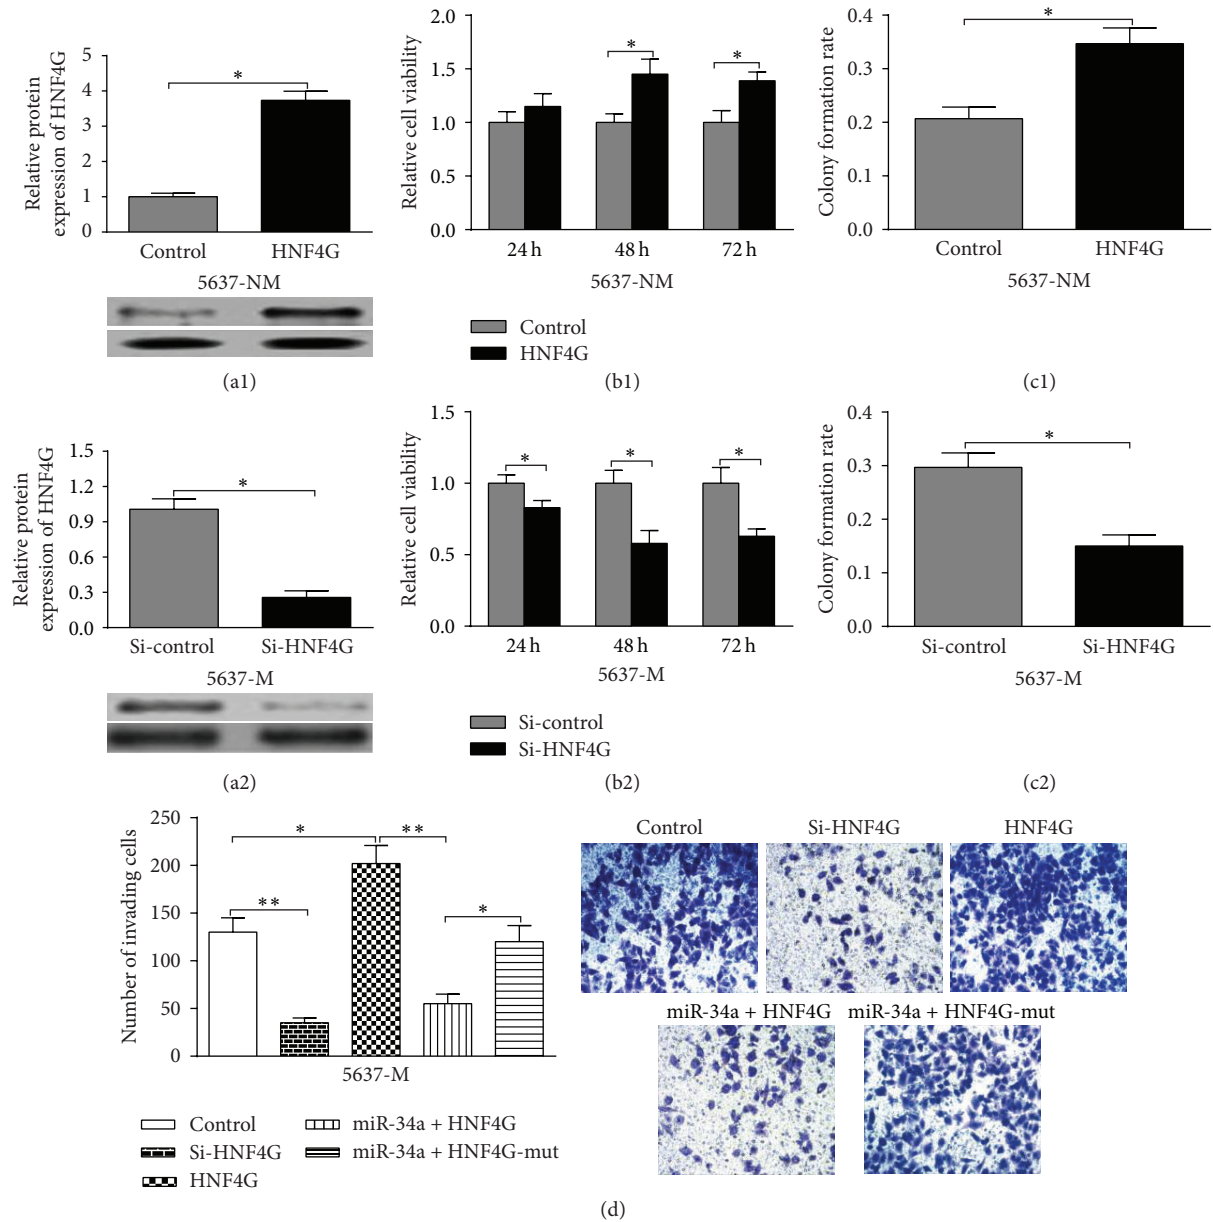 Relative protein
expression of HNF4G
5
4
3
2
1
0
*
Control HNF4G
5637-NM
(a1)
Relative cell viability
2.0
1.5
1.0
0.5
0.0
*
*
24 h 48 h 72 h
5637-NM
Control
HNF4G
(b1)
Colony formation rate
0.4
0.3
0.2
0.1
0.0
*
Control HNF4G
5637-NM
(c1)
Relative protein
expression of HNF4G
1.5
1.2
0.9
0.6
0.3
0.0
*
Si-control Si-HNF4G
5637-M
(a2)
Relative cell viability
1.5
1.0
0.5
0.0
*
*
*
24 h 48 h 72 h
5637-M
Si-control
Si-HNF4G
(b2)
Colony formation rate
0.4
0.3
0.2
0.1
0.0
*
Si-control Si-HNF4G
5637-M
(c2)
Number of invading cells
250
200
150
100
50
0
*
**
**
*
5637-M
Control
Si-HNF4G
HNF4G
miR-34a + HNF4G
miR-34a + HNF4G-mut
Control Si-HNF4G HNF4G
miR-34a + HNF4G miR-34a + HNF4G-mut
(d)